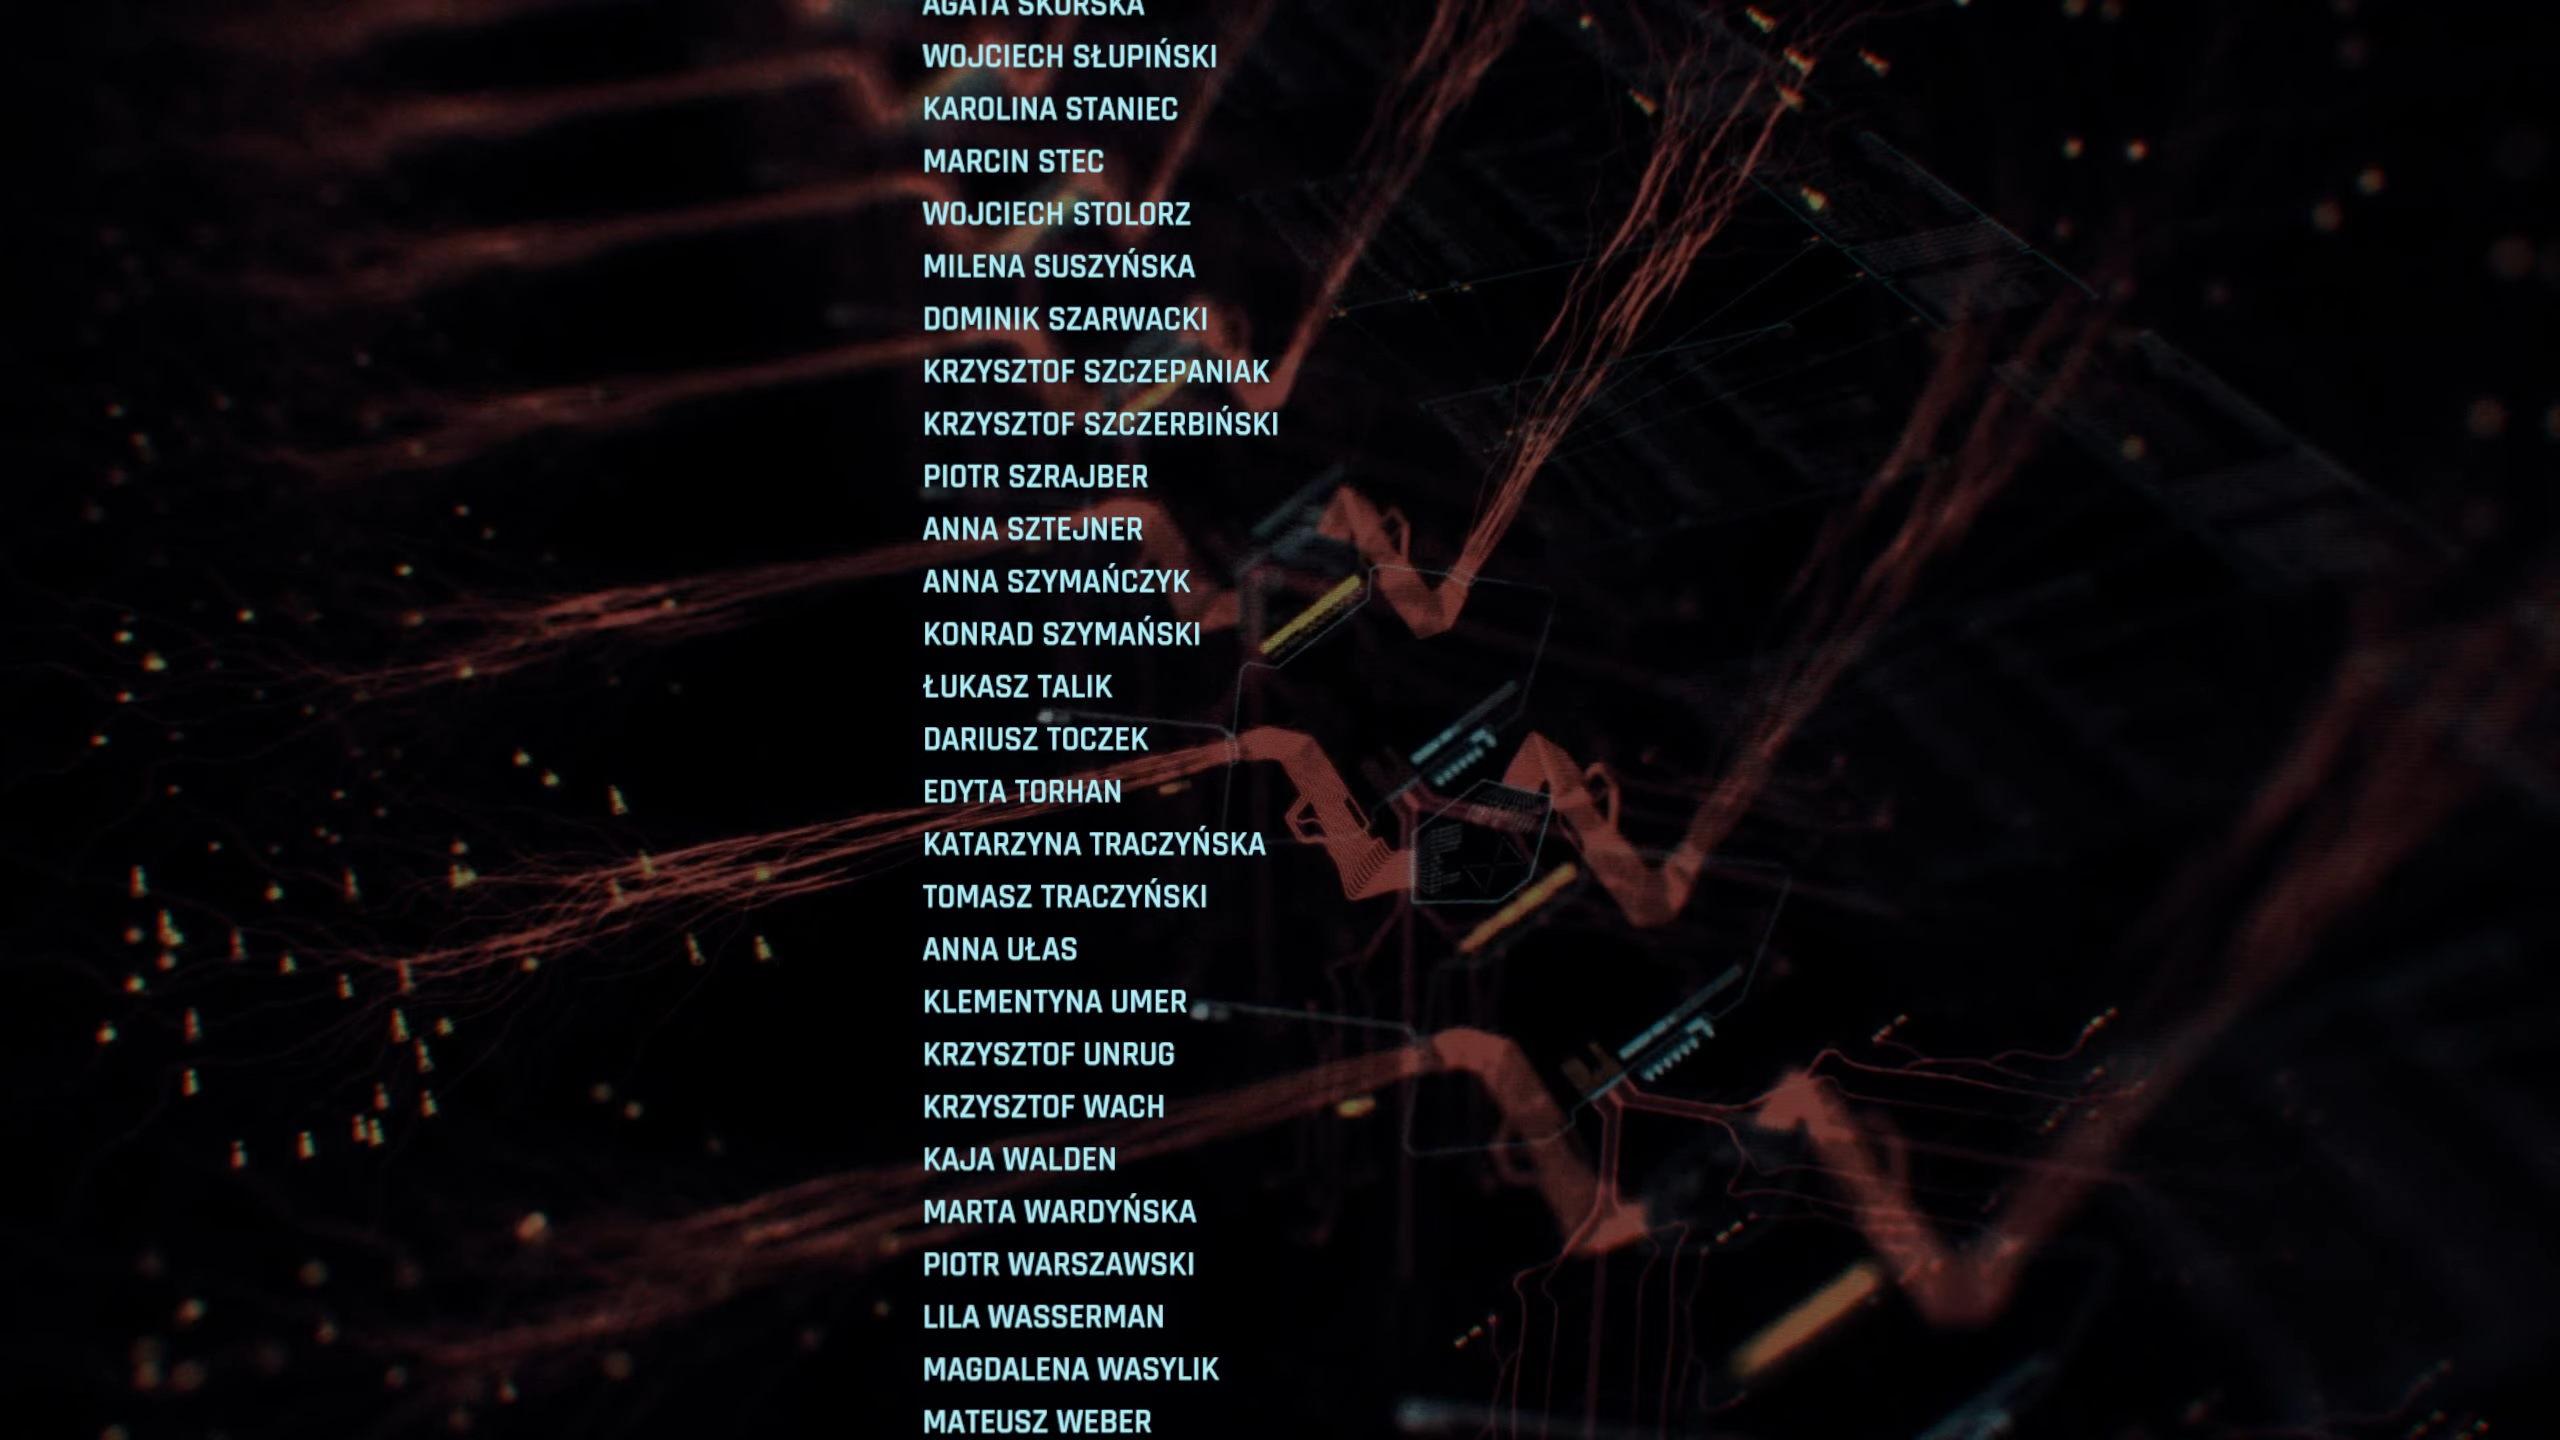 AGATA SKÓRSKA
WOJCIECH SŁUPIŃSKI
KAROLINA STANIEC
MARCIN STEC
WOJCIECH STOLORZ
MILENA SUSZYŃSKA
DOMINIK SZARWACKI
KRZYSZTOF SZCZEPANIAK
KRZYSZTOF SZCZERBIŃSKI
PIOTR SZRAJBER
ANNA SZTEJNER
ANNA SZYMAŃCZYK
KONRAD SZYMAŃSKI
ŁUKASZ TALIK
DARIUSZ TOCZEK
EDYTA TORHAN
KATARZYNA TRACZYŃSKA
TOMASZ TRACZYŃSKI
ANNA UŁAS
KLEMENTYNA UMER
KRZYSZTOF UNRUG
KRZYSZTOF WACH
KAJA WALDEN
MARTA WARDYŃSKA
PIOTR WARSZAWSKI
LILA WASSERMAN
MAGDALENA WASYLIK
MATEUSZ WEBER